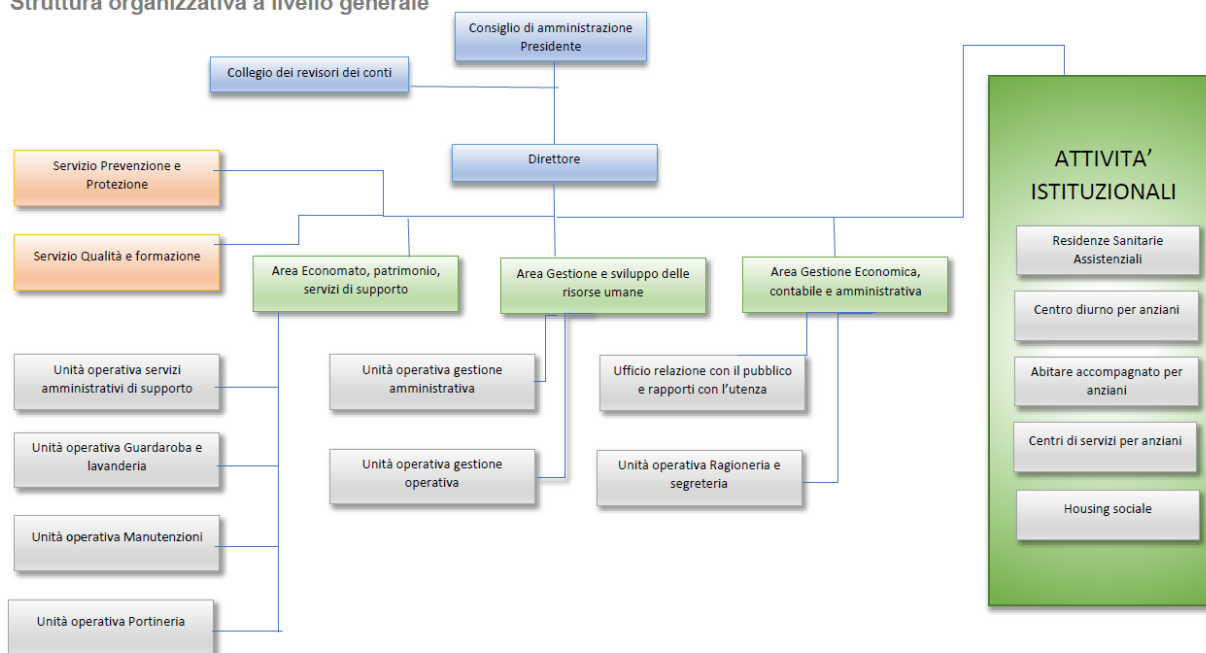 Struttura organizzativa a livello generale
Consiglio di amministrazione
Presidente
Collegio dei revisori dei conti
Direttore
Servizio Prevenzione e
Protezione
Servizio Qualità e formazione
Area Economato, patrimonio,
servizi di supporto
Area Gestione e sviluppo delle
risorse umane
Area Gestione Economica,
contabile e amministrativa
Unità operativa servizi
amministrativi di supporto
Unità operativa Guardaroba e
lavanderia
Unità operativa Manutenzioni
Unità operativa Portineria
Unità operativa gestione
amministrativa
Unità operativa gestione
operativa
Ufficio relazione con il pubblico
e rapporti con l'utenza
Unità operativa Ragioneria e
segreteria
ATTIVITA'
ISTITUZIONALI
Residenze Sanitarie
Assistenziali
Centro diurno per anziani
Abitare accompagnato per
anziani
Centri di servizi per anziani
Housing sociale